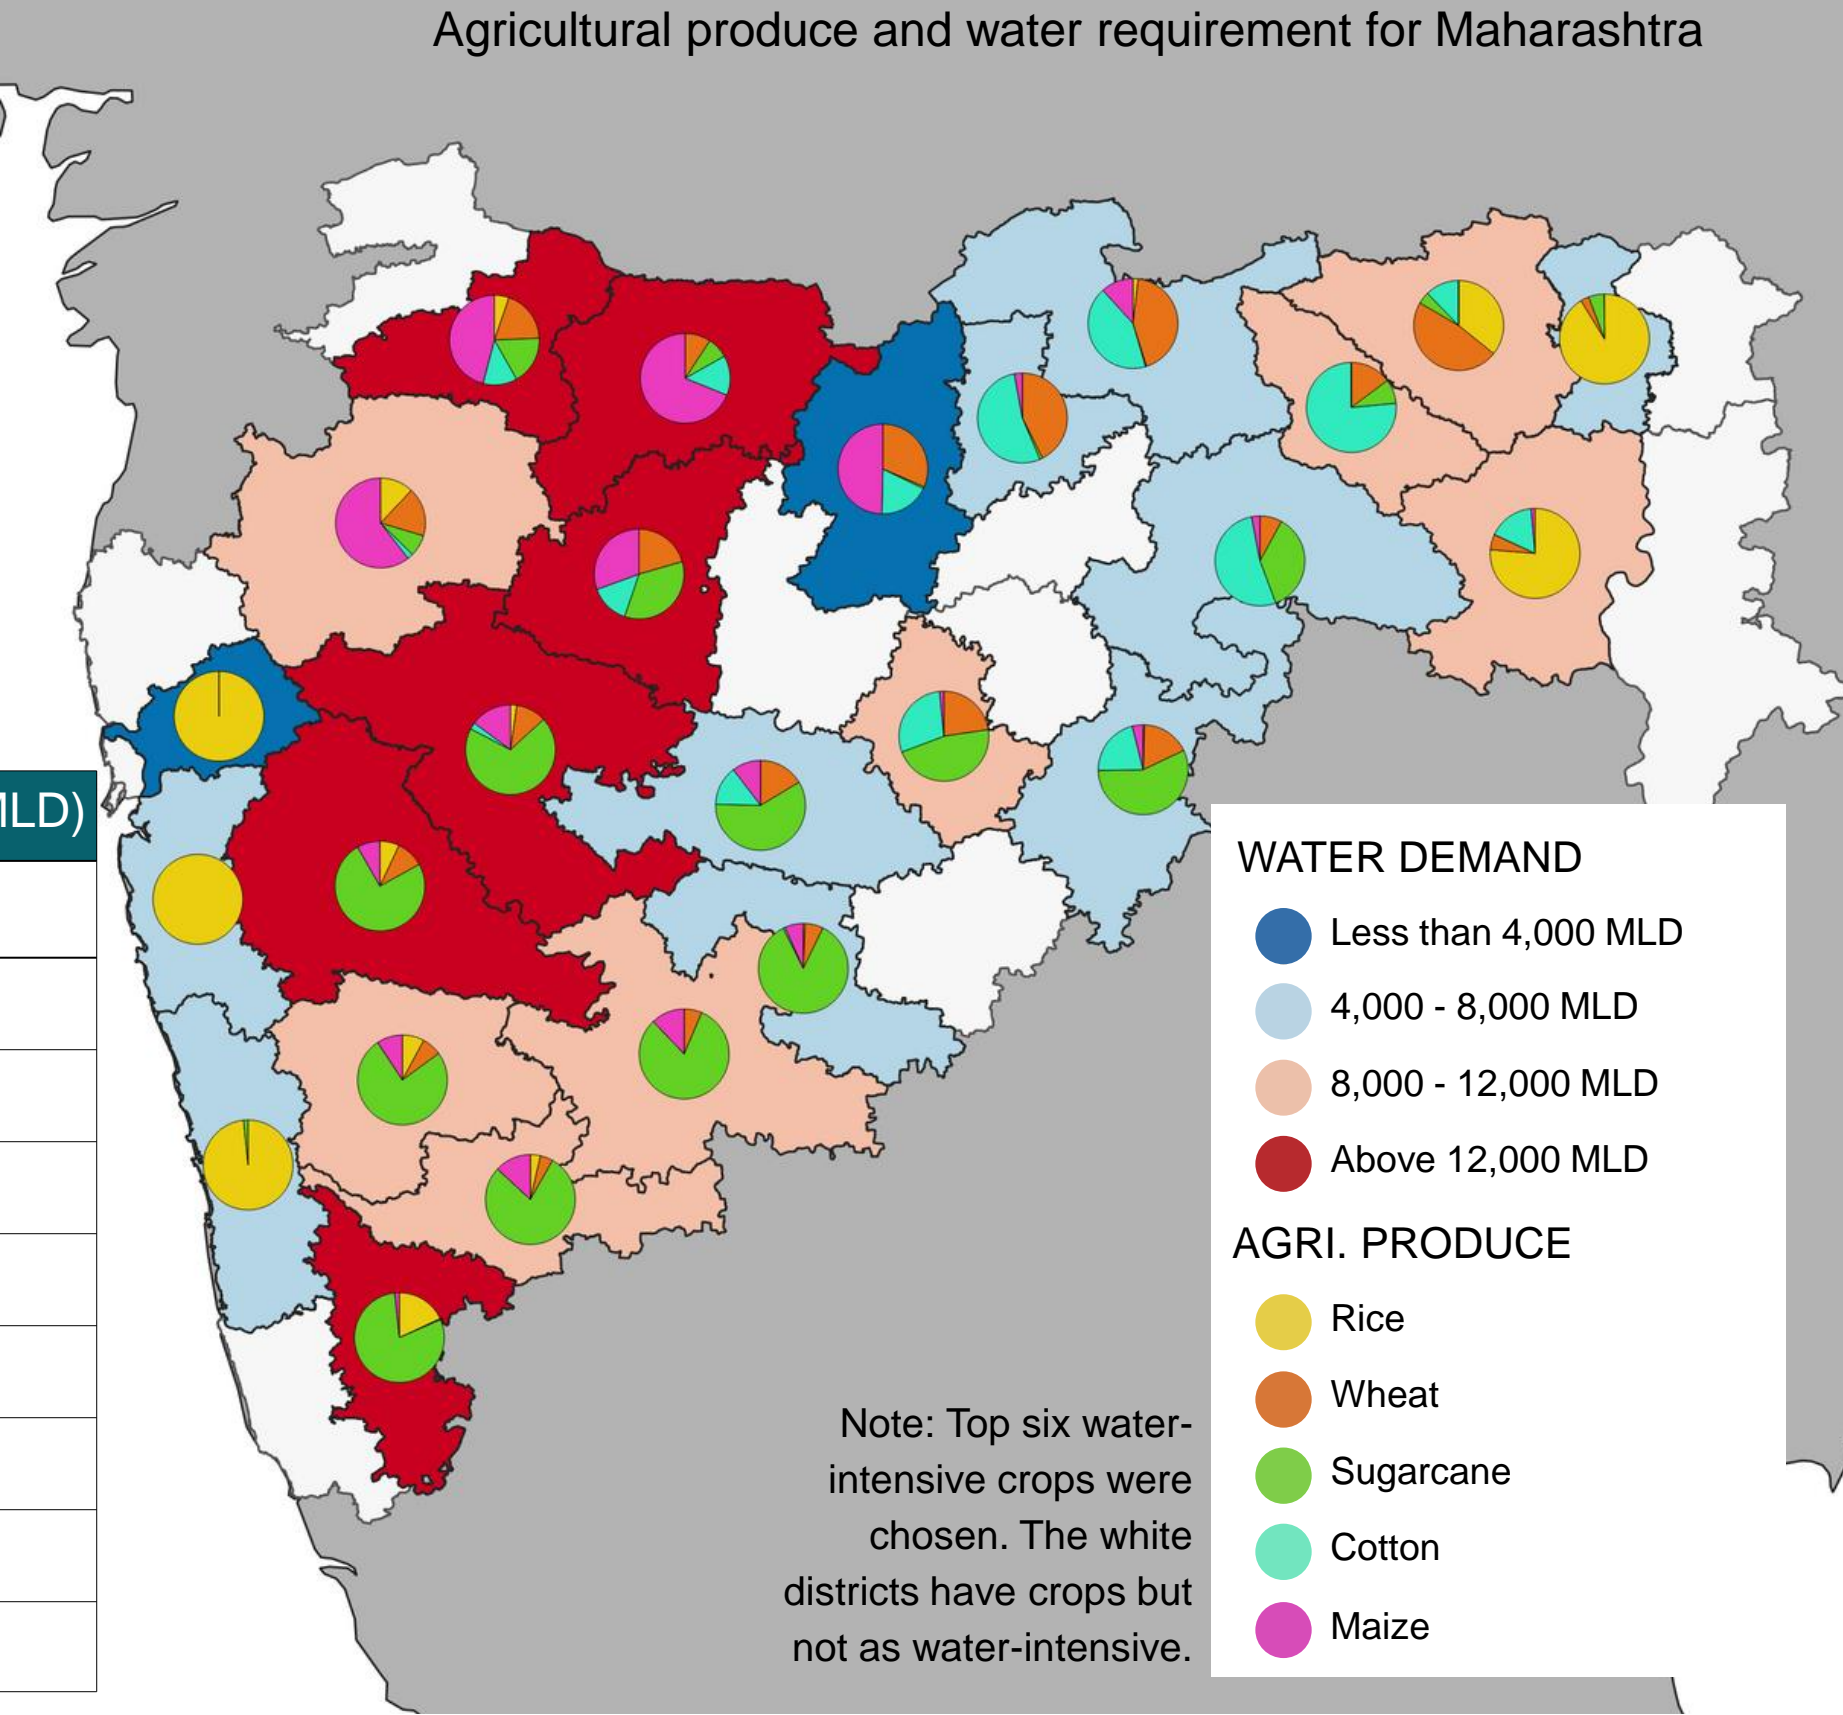 Agricultural produce and water requirement for Maharashtra
MLD)
WATER DEMAND
Less than 4,000 MLD
4,000 - 8,000 MLD
8,000 - 12,000 MLD
Above 12,000 MLD
AGRI. PRODUCE
Rice
Wheat
Sugarcane
Cotton
Maize
Note: Top six water-
intensive crops were
chosen. The white
districts have crops but
not as water-intensive.